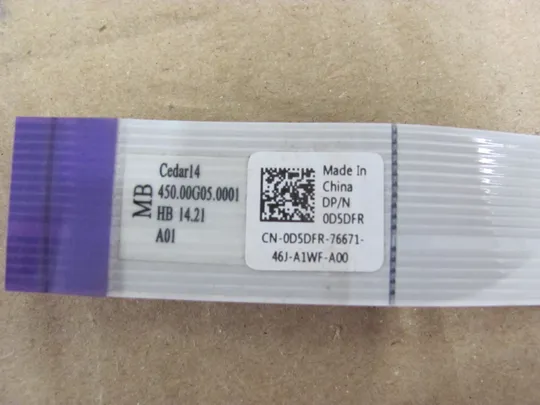 MB
Cedar14
450.00G05.0001
HB 14.21
A01
Made In
China
DP/N
0D5DFR
CN-0D5DFR-76671-
46J-A1WF-A00